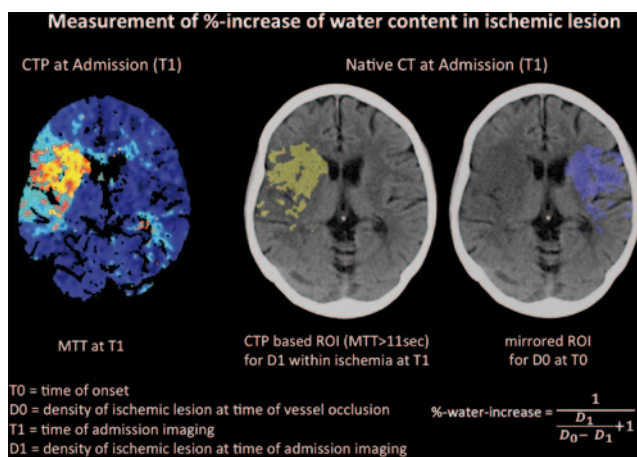 Measurement of %-increase of water content in ischemic lesion
CTP at Admission (T1)
Native CT at Admission (T1)
MTT at T1
CTP based ROI (MTT>11sec)
for D1 within ischemia at T1
mirrored ROI
for D0 at T0
T0 = time of onset
D0 = density of ischemic lesion at time of vessel occlusion
T1 = time of admission imaging
D1 = density of ischemic lesion at time of admission imaging
%-water-increase = 1 / (D₁ / (D₀ − D₁) + 1)